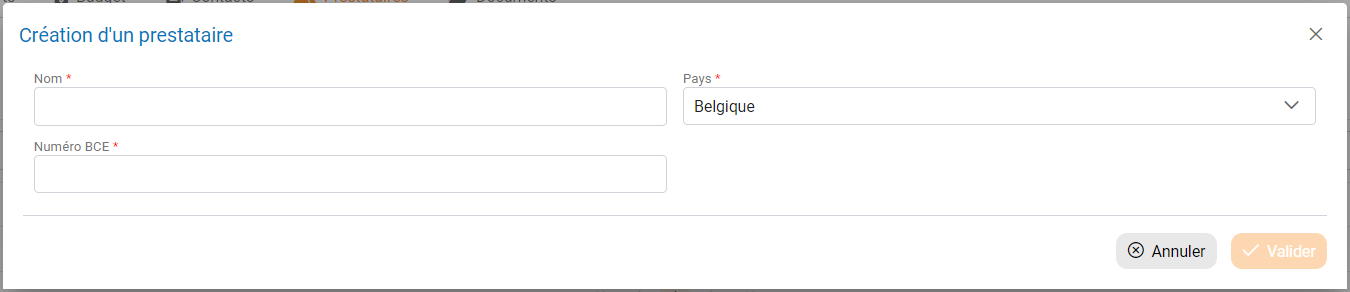 Création d'un prestataire
Nom *
Pays *
Belgique
Numéro BCE *
Annuler
Valider